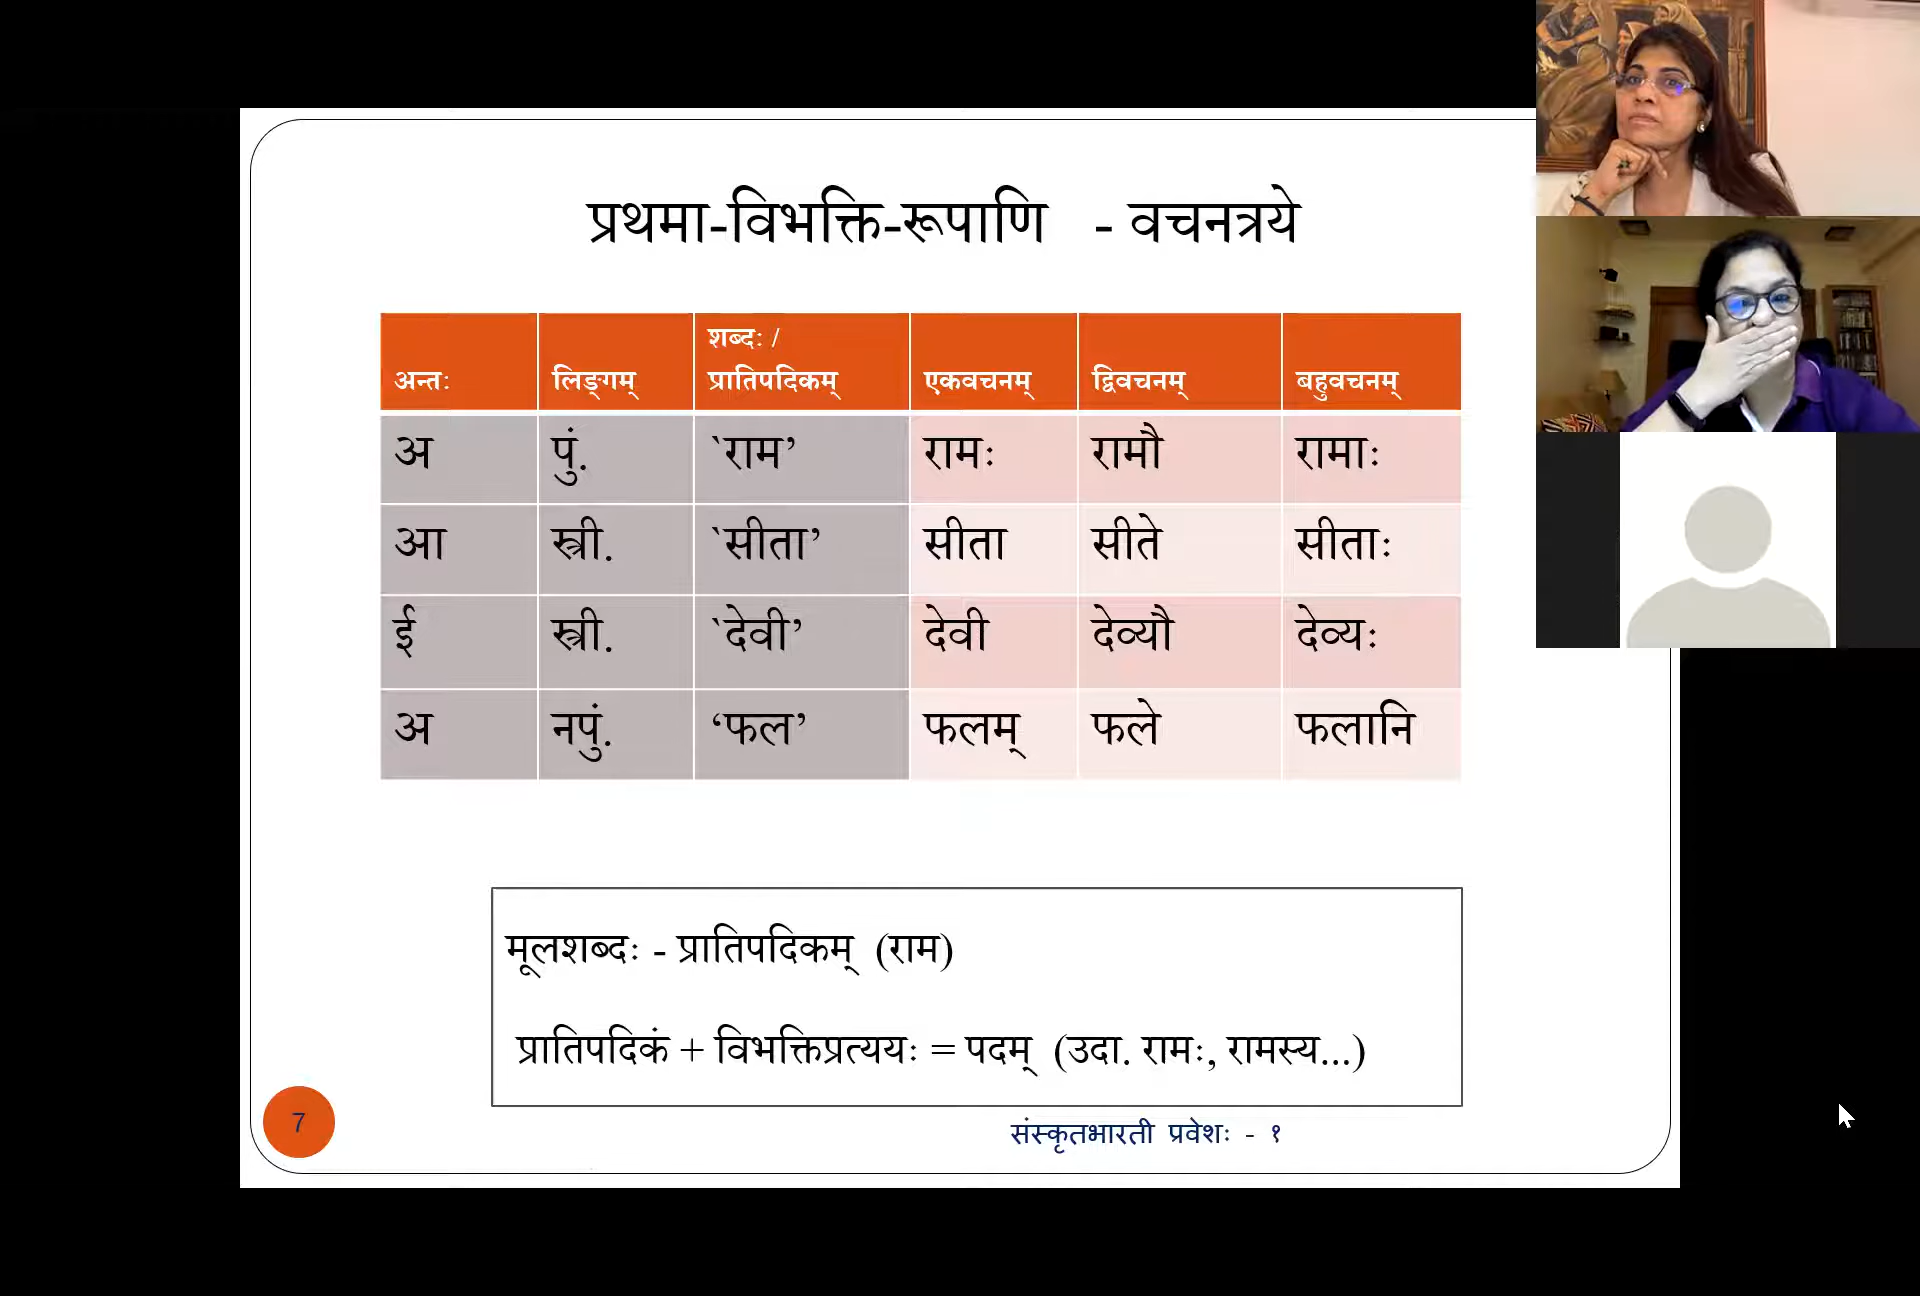 प्रथमा-विभक्ति-रूपाणि - वचनत्रये
अन्तः लिङ्गम् शब्दः / प्रातिपदिकम् एकवचनम् द्विवचनम् बहुवचनम्
अ पुं. `राम’ रामः रामौ रामाः
आ स्त्री. `सीता’ सीता सीते सीताः
ई स्त्री. `देवी’ देवी देव्यौ देव्यः
अ नपुं. ‘फल’ फलम् फले फलानि
मूलशब्दः - प्रातिपदिकम् (राम)
प्रातिपदिकं + विभक्तिप्रत्ययः = पदम् (उदा. रामः, रामस्य...)
7
संस्कृतभारती प्रवेशः - १